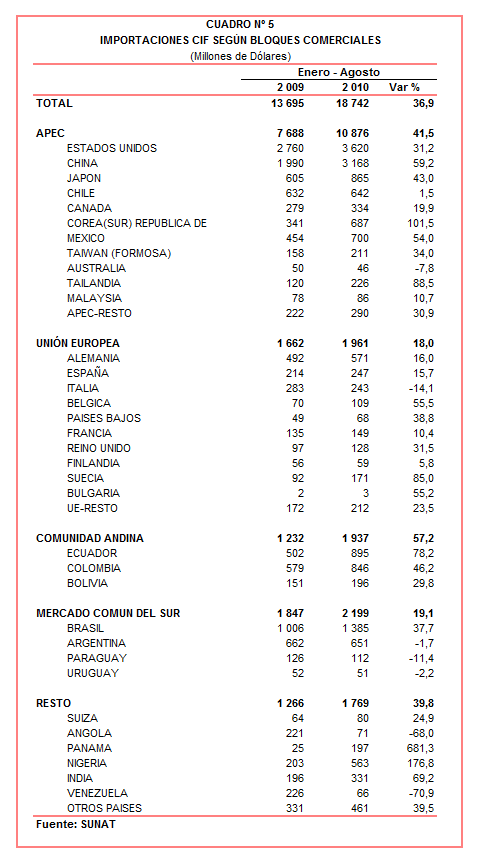 CUADRO Nº 5
IMPORTACIONES CIF SEGÚN BLOQUES COMERCIALES
(Millones de Dólares)
Enero - Agosto
2 009 2 010 Var %
TOTAL 13 695 18 742 36,9
APEC 7 688 10 876 41,5
ESTADOS UNIDOS 2 760 3 620 31,2
CHINA 1 990 3 168 59,2
JAPON 605 865 43,0
CHILE 632 642 1,5
CANADA 279 334 19,9
COREA(SUR) REPUBLICA DE 341 687 101,5
MEXICO 454 700 54,0
TAIWAN (FORMOSA) 158 211 34,0
AUSTRALIA 50 46 -7,8
TAILANDIA 120 226 88,5
MALAYSIA 78 86 10,7
APEC-RESTO 222 290 30,9
UNIÓN EUROPEA 1 662 1 961 18,0
ALEMANIA 492 571 16,0
ESPAÑA 214 247 15,7
ITALIA 283 243 -14,1
BELGICA 70 109 55,5
PAISES BAJOS 49 68 38,8
FRANCIA 135 149 10,4
REINO UNIDO 97 128 31,5
FINLANDIA 56 59 5,8
SUECIA 92 171 85,0
BULGARIA 2 3 55,2
UE-RESTO 172 212 23,5
COMUNIDAD ANDINA 1 232 1 937 57,2
ECUADOR 502 895 78,2
COLOMBIA 579 846 46,2
BOLIVIA 151 196 29,8
MERCADO COMUN DEL SUR 1 847 2 199 19,1
BRASIL 1 006 1 385 37,7
ARGENTINA 662 651 -1,7
PARAGUAY 126 112 -11,4
URUGUAY 52 51 -2,2
RESTO 1 266 1 769 39,8
SUIZA 64 80 24,9
ANGOLA 221 71 -68,0
PANAMA 25 197 681,3
NIGERIA 203 563 176,8
INDIA 196 331 69,2
VENEZUELA 226 66 -70,9
OTROS PAISES 331 461 39,5
Fuente: SUNAT